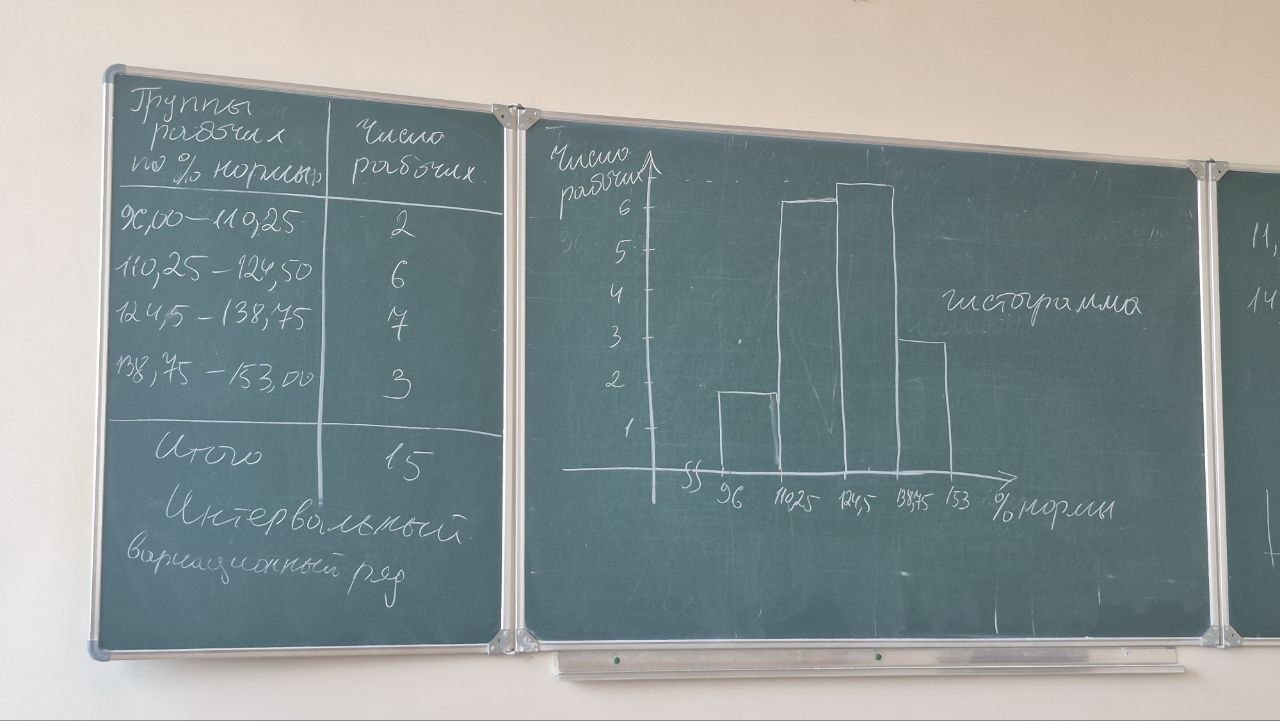 Группы
рабочих
по % нормы
Число
рабочих
96,00 – 110,25
2
110,25 – 124,50
6
124,5 – 138,75
7
138,75 – 153,00
3
Итого
15
Интервальный
вариационный ряд
Число
рабочих
6
5
4
3
2
1
96
110,25
124,5
138,75
153
% нормы
гистограмма
11,
14